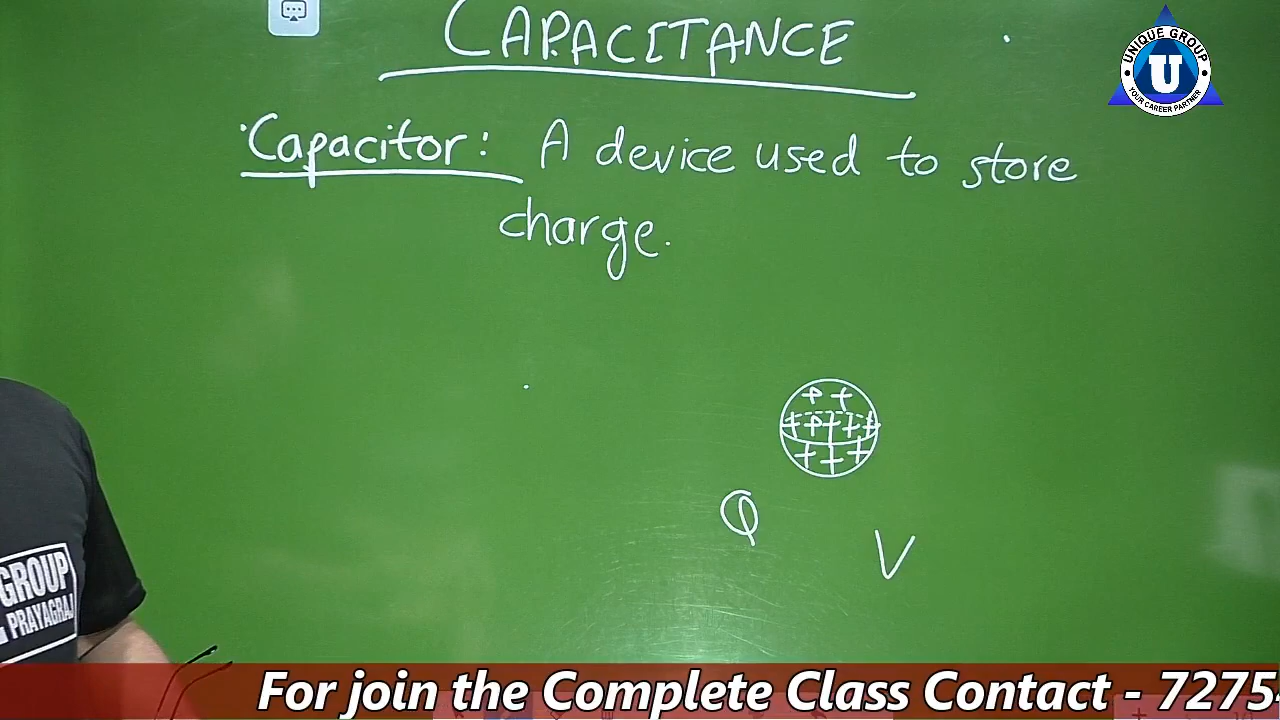 CAPACITANCE
UNIQUE GROUP
U
YOUR CAREER PARTNER
Capacitor: A device used to store
charge.
+ +
+ + + + +
+ + +
Q
V
GROUP
PRAYAGRAJ
For join the Complete Class Contact - 7275